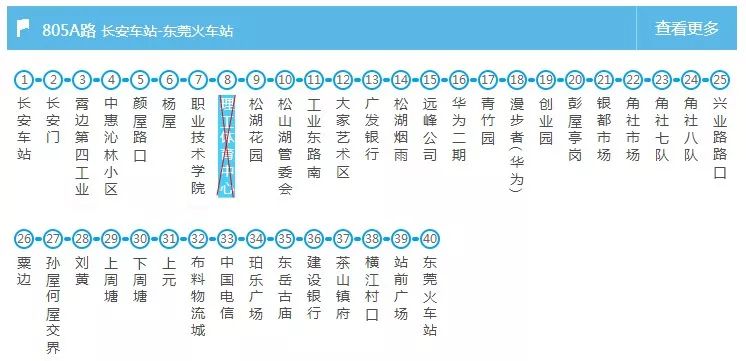 805A路 长安车站-东莞火车站
查看更多
1 2 3 4 5 6 7 8 9 10 11 12 13 14 15 16 17 18 19 20 21 22 23 24 25
长安车站
长安门
霄边第四工业
中惠沁林小区
颜屋路口
杨屋
职业技术学院
理工体育中心
松湖花园
松山湖管委会
工业东路南
大家艺术区
广发银行
松湖烟雨
远峰公司
华为二期
青竹园
漫步者(华为)
创业园
彭屋亭岗
银都市场
角社市场
角社七队
角社八队
兴业路路口
26 27 28 29 30 31 32 33 34 35 36 37 38 39 40
粟边
孙屋何屋交界
刘黄
上周塘
下周塘
上元
布料物流城
中国电信
珀乐广场
东岳古庙
建设银行
茶山镇府
横江村口
站前广场
东莞火车站